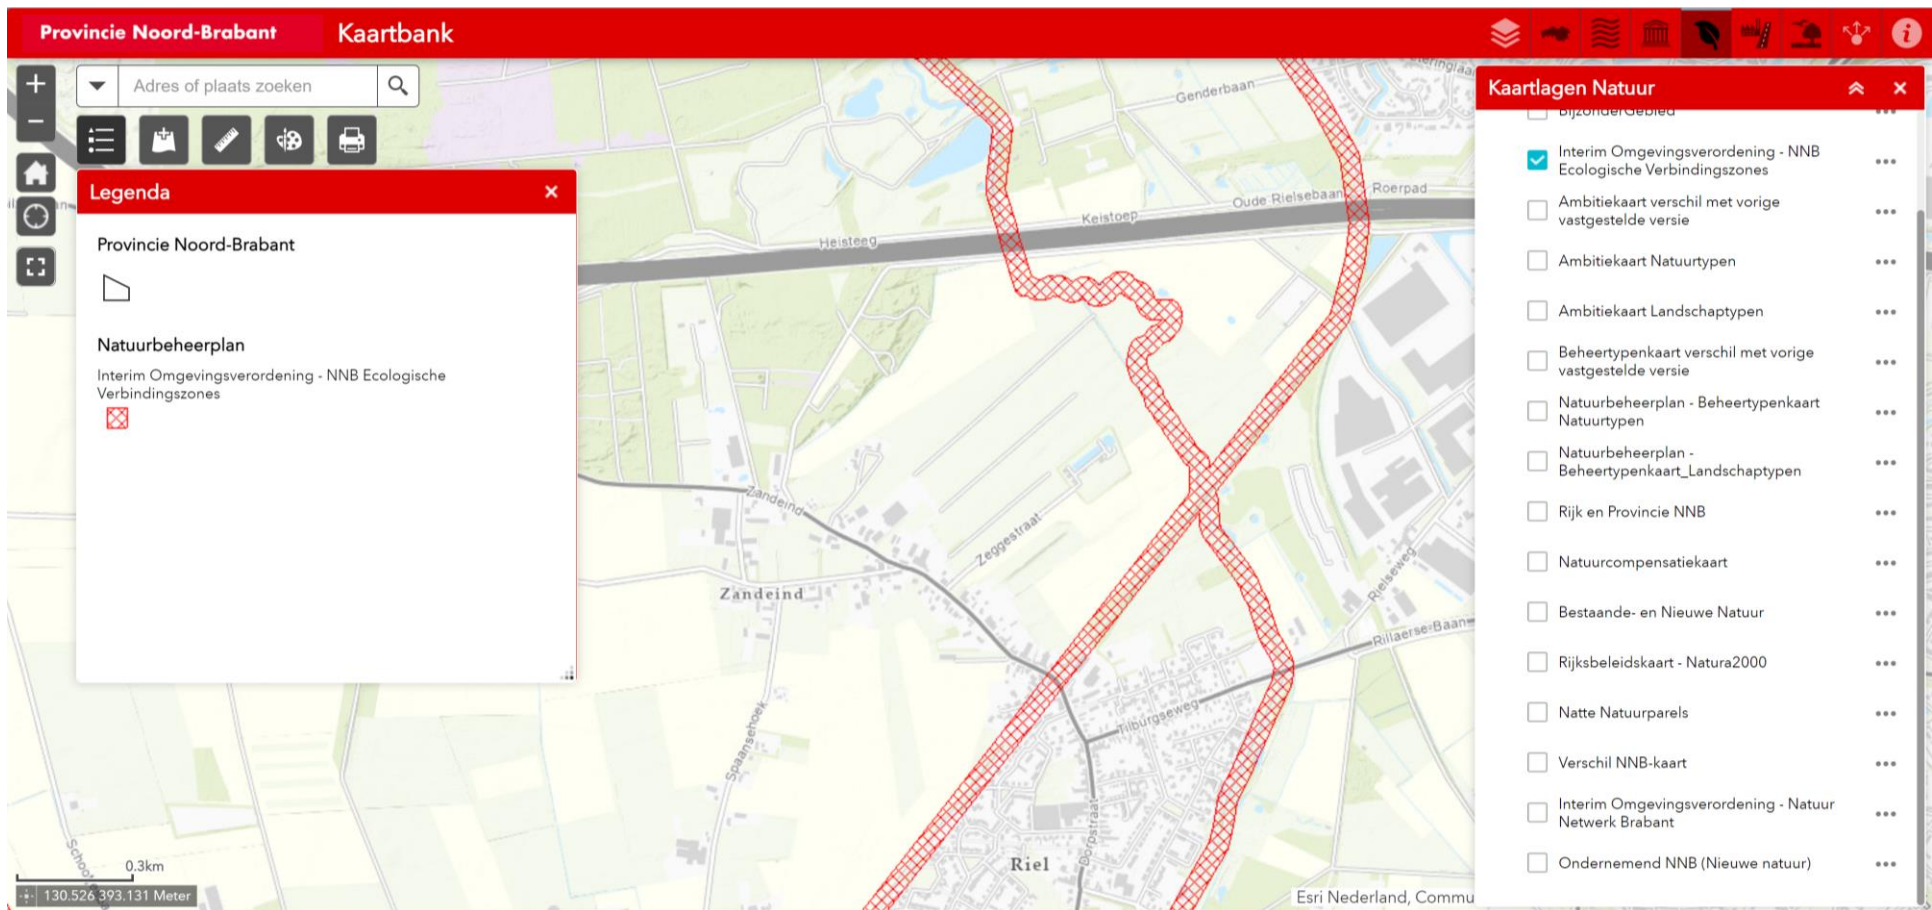 Provincie Noord-Brabant
Kaartbank
Adres of plaats zoeken
Legenda
Provincie Noord-Brabant
Natuurbeheerplan
Interim Omgevingsverordening - NNB Ecologische
Verbindingszones
Genderbaan
Roerpad
Oude Rielsebaan
Keistoep
Heisteeg
Zandeind
Zeggestraat
Zandeind
Rielseweg
Rillaerse-Baan
Tilburgseweg
Spaansehoek
Dorpstraat
Riel
0.3km
130.526 393.131 Meter
Esri Nederland, Commu
Kaartlagen Natuur
BijzonderGebied
Interim Omgevingsverordening - NNB
Ecologische Verbindingszones
Ambitiekaart verschil met vorige
vastgestelde versie
Ambitiekaart Natuurtypen
Ambitiekaart Landschaptypen
Beheertypenkaart verschil met vorige
vastgestelde versie
Natuurbeheerplan - Beheertypenkaart
Natuurtypen
Natuurbeheerplan -
Beheertypenkaart_Landschaptypen
Rijk en Provincie NNB
Natuurcompensatiekaart
Bestaande- en Nieuwe Natuur
Rijksbeleidskaart - Natura2000
Natte Natuurparels
Verschil NNB-kaart
Interim Omgevingsverordening - Natuur
Netwerk Brabant
Ondernemend NNB (Nieuwe natuur)